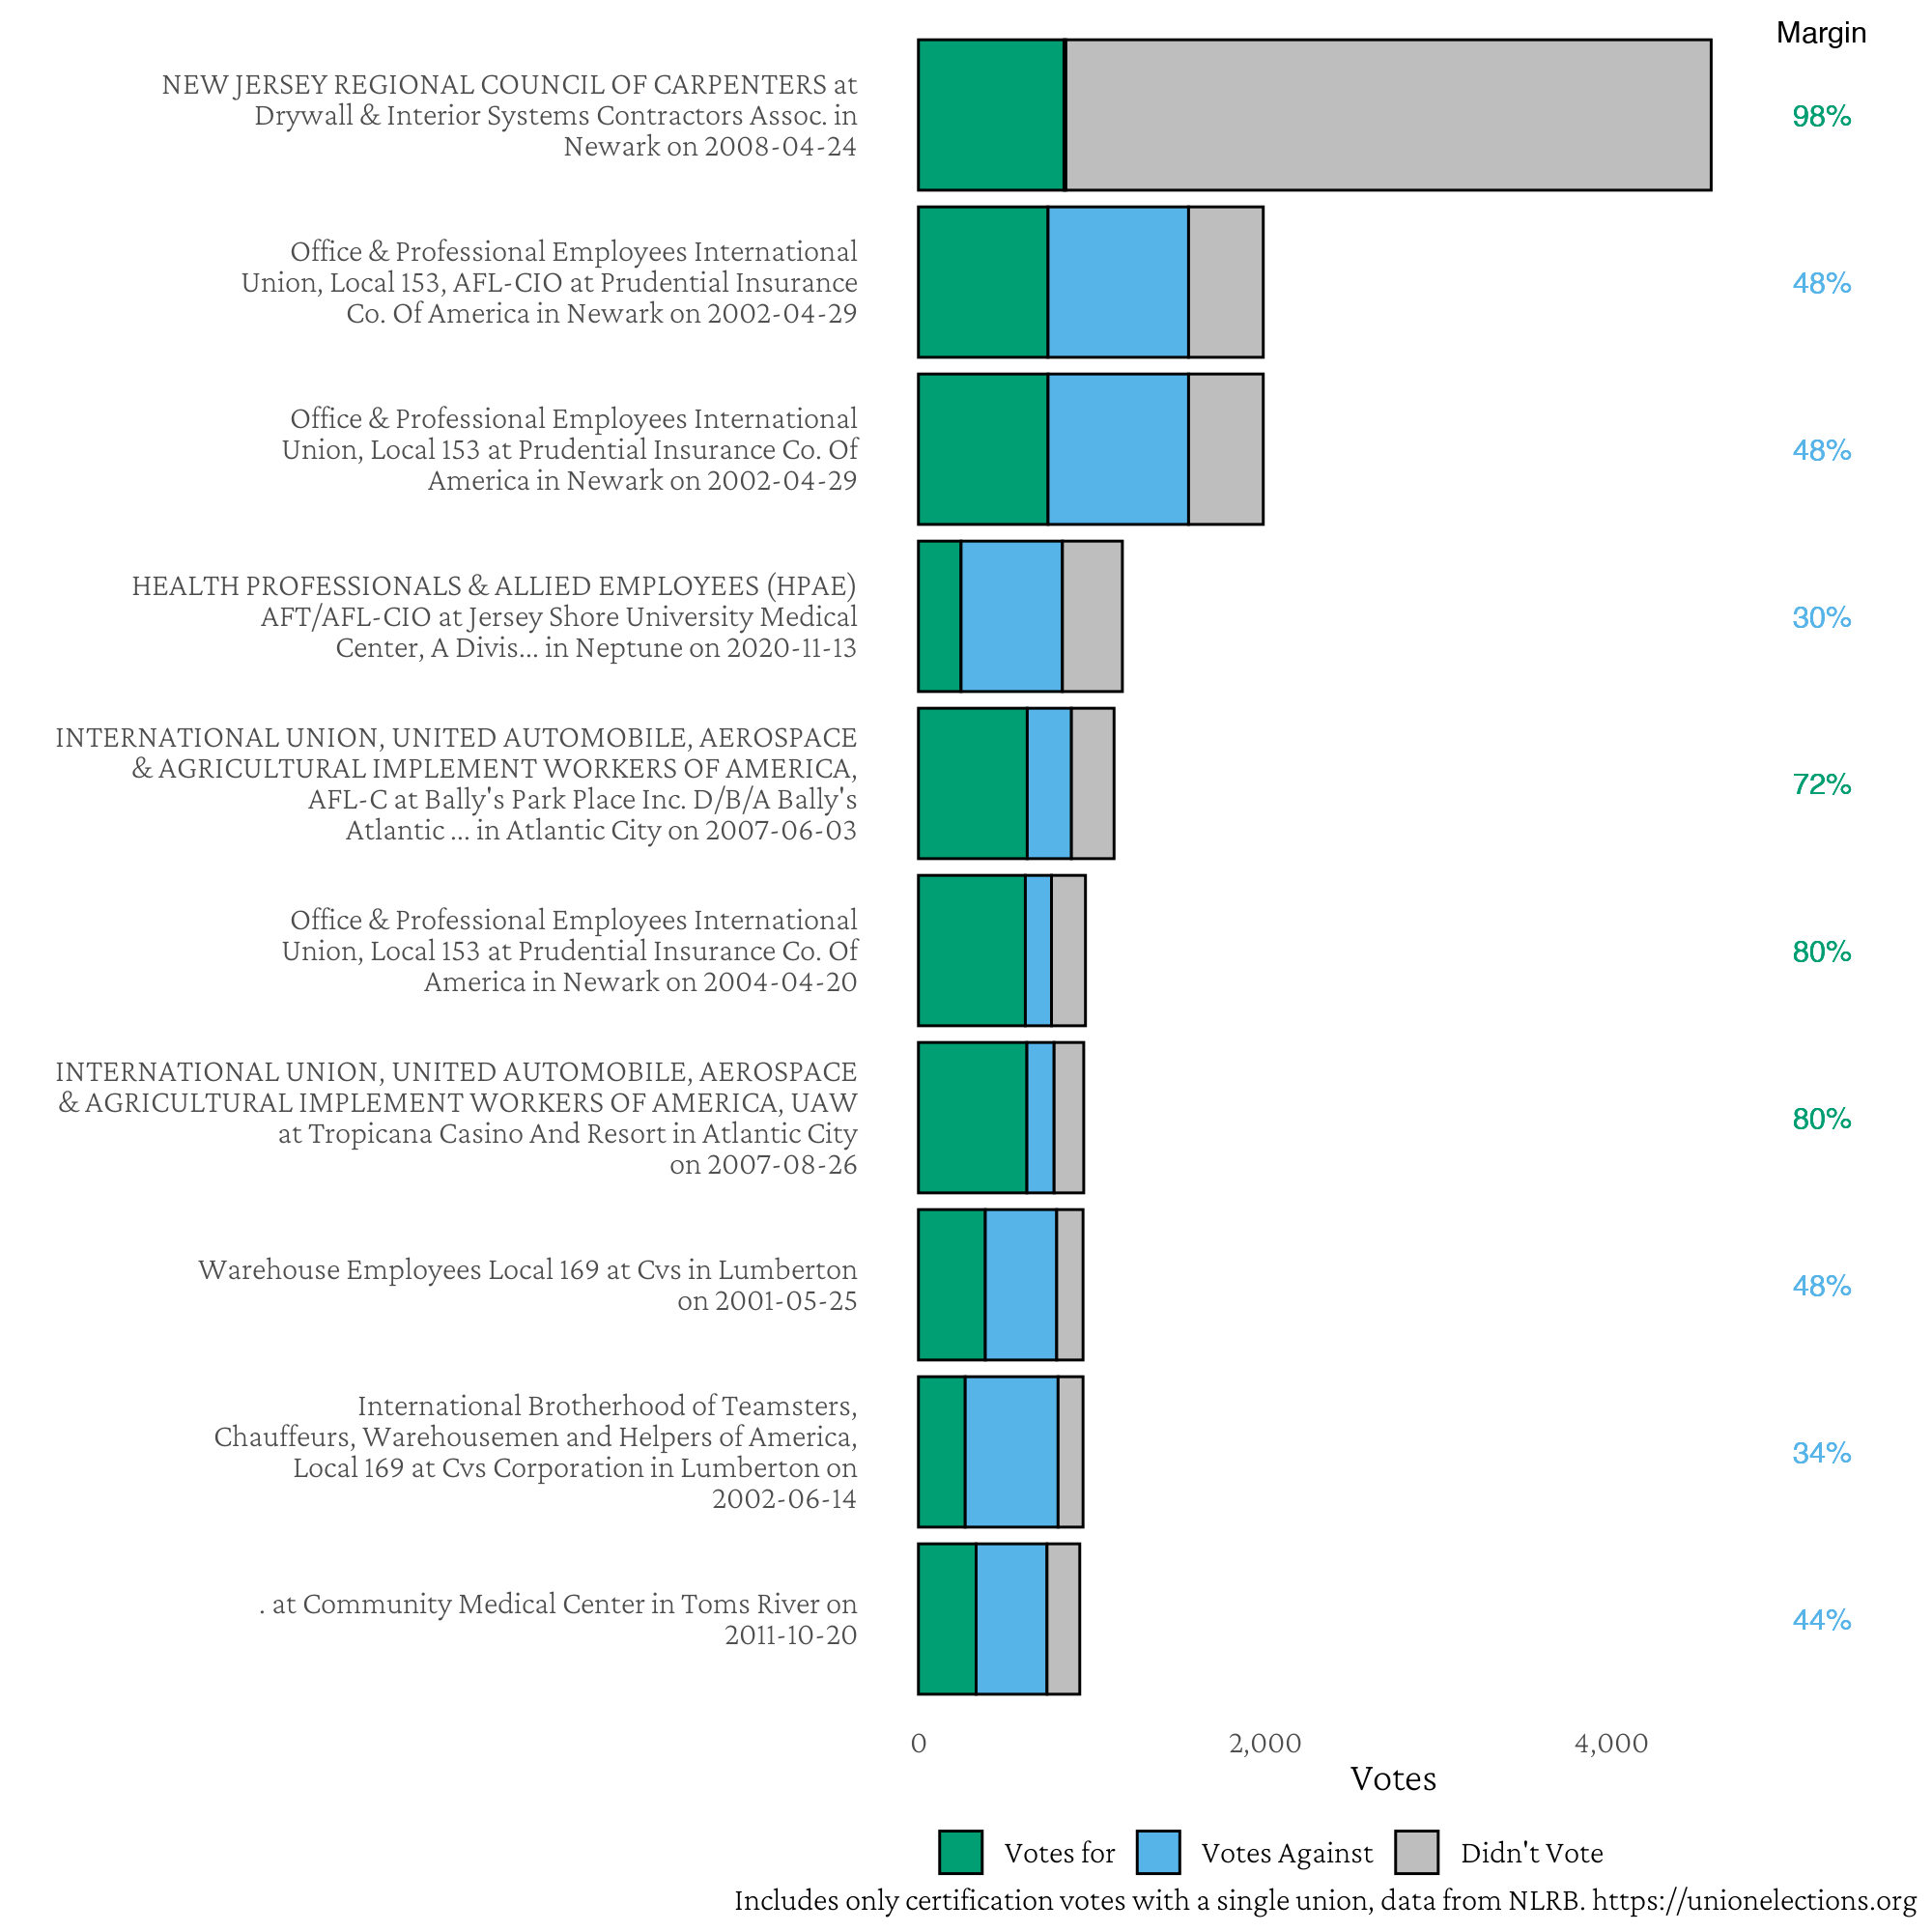 Margin
NEW JERSEY REGIONAL COUNCIL OF CARPENTERS at
Drywall & Interior Systems Contractors Assoc. in
Newark on 2008-04-24
98%
Office & Professional Employees International
Union, Local 153, AFL-CIO at Prudential Insurance
Co. Of America in Newark on 2002-04-29
48%
Office & Professional Employees International
Union, Local 153 at Prudential Insurance Co. Of
America in Newark on 2002-04-29
48%
HEALTH PROFESSIONALS & ALLIED EMPLOYEES (HPAE)
AFT/AFL-CIO at Jersey Shore University Medical
Center, A Divis... in Neptune on 2020-11-13
30%
INTERNATIONAL UNION, UNITED AUTOMOBILE, AEROSPACE
& AGRICULTURAL IMPLEMENT WORKERS OF AMERICA,
AFL-C at Bally's Park Place Inc. D/B/A Bally's
Atlantic ... in Atlantic City on 2007-06-03
72%
Office & Professional Employees International
Union, Local 153 at Prudential Insurance Co. Of
America in Newark on 2004-04-20
80%
INTERNATIONAL UNION, UNITED AUTOMOBILE, AEROSPACE
& AGRICULTURAL IMPLEMENT WORKERS OF AMERICA, UAW
at Tropicana Casino And Resort in Atlantic City
on 2007-08-26
80%
Warehouse Employees Local 169 at Cvs in Lumberton
on 2001-05-25
48%
International Brotherhood of Teamsters,
Chauffeurs, Warehousemen and Helpers of America,
Local 169 at Cvs Corporation in Lumberton on
2002-06-14
34%
. at Community Medical Center in Toms River on
2011-10-20
44%
0 2,000 4,000
Votes
Votes for Votes Against Didn't Vote
Includes only certification votes with a single union, data from NLRB. https://unionelections.org